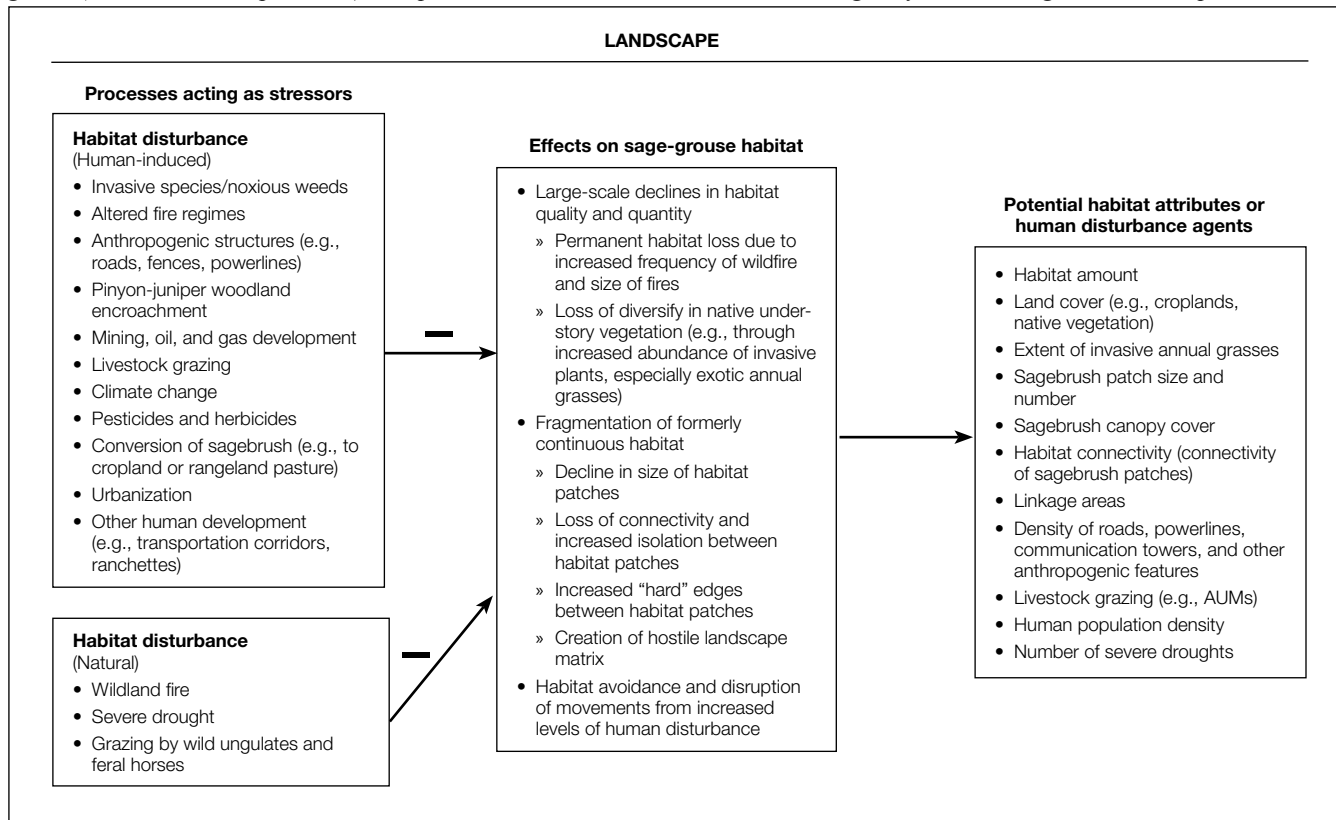 LANDSCAPE
Processes acting as stressors
Habitat disturbance
(Human-induced)
• Invasive species/noxious weeds
• Altered fire regimes
• Anthropogenic structures (e.g.,
roads, fences, powerlines)
• Pinyon-juniper woodland
encroachment
• Mining, oil, and gas development
• Livestock grazing
• Climate change
• Pesticides and herbicides
• Conversion of sagebrush (e.g., to
cropland or rangeland pasture)
• Urbanization
• Other human development
(e.g., transportation corridors,
ranchettes)
Habitat disturbance
(Natural)
• Wildland fire
• Severe drought
• Grazing by wild ungulates and
feral horses
Effects on sage-grouse habitat
• Large-scale declines in habitat
quality and quantity
» Permanent habitat loss due to
increased frequency of wildfire
and size of fires
» Loss of diversify in native under-
story vegetation (e.g., through
increased abundance of invasive
plants, especially exotic annual
grasses)
• Fragmentation of formerly
continuous habitat
» Decline in size of habitat
patches
» Loss of connectivity and
increased isolation between
habitat patches
» Increased “hard” edges
between habitat patches
» Creation of hostile landscape
matrix
• Habitat avoidance and disruption
of movements from increased
levels of human disturbance
Potential habitat attributes or
human disturbance agents
• Habitat amount
• Land cover (e.g., croplands,
native vegetation)
• Extent of invasive annual grasses
• Sagebrush patch size and
number
• Sagebrush canopy cover
• Habitat connectivity (connectivity
of sagebrush patches)
• Linkage areas
• Density of roads, powerlines,
communication towers, and other
anthropogenic features
• Livestock grazing (e.g., AUMs)
• Human population density
• Number of severe droughts